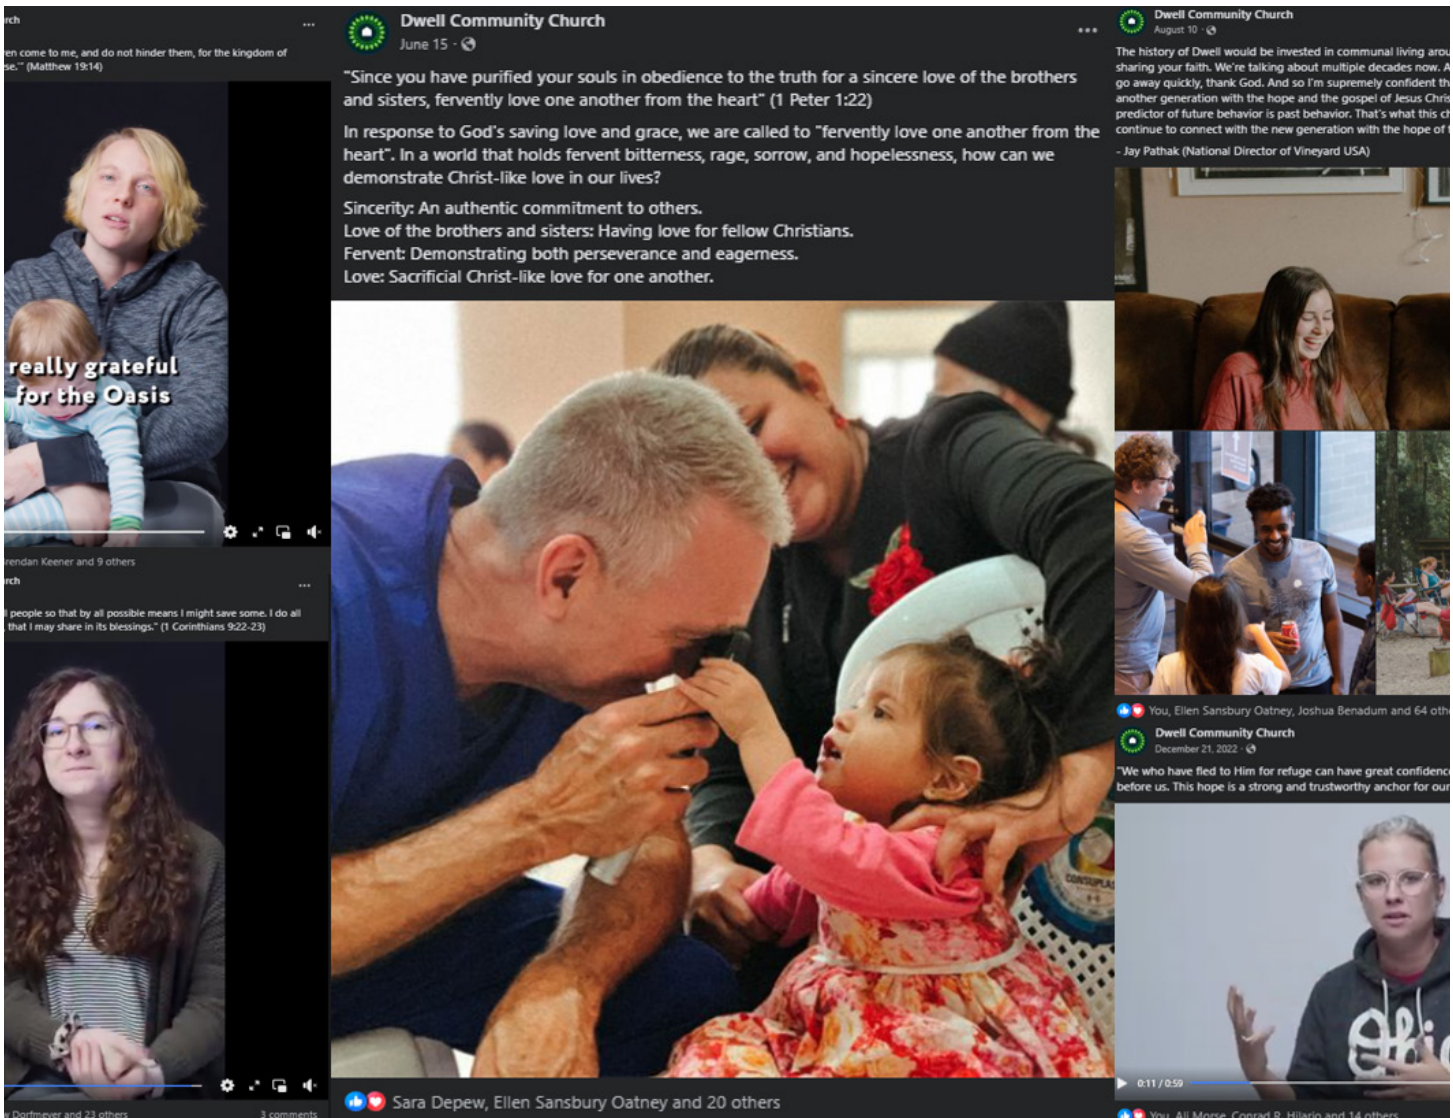 rch
en come to me, and do not hinder them, for the kingdom of
se.'" (Matthew 19:14)
really grateful
for the Oasis
Brendan Keener and 9 others
rch
l people so that by all possible means I might save some. I do all
that I may share in its blessings." (1 Corinthians 9:22-23)
Dorfmeyer and 23 others
3 comments
Dwell Community Church
June 15
"Since you have purified your souls in obedience to the truth for a sincere love of the brothers
and sisters, fervently love one another from the heart" (1 Peter 1:22)
In response to God's saving love and grace, we are called to "fervently love one another from the
heart". In a world that holds fervent bitterness, rage, sorrow, and hopelessness, how can we
demonstrate Christ-like love in our lives?
Sincerity: An authentic commitment to others.
Love of the brothers and sisters: Having love for fellow Christians.
Fervent: Demonstrating both perseverance and eagerness.
Love: Sacrificial Christ-like love for one another.
CONSUPLAS
Sara Depew, Ellen Sansbury Oatney and 20 others
Dwell Community Church
August 10
The history of Dwell would be invested in communal living arou
sharing your faith. We're talking about multiple decades now. A
go away quickly, thank God. And so I'm supremely confident th
another generation with the hope and the gospel of Jesus Chris
predictor of future behavior is past behavior. That's what this ch
continue to connect with the new generation with the hope of
- Jay Pathak (National Director of Vineyard USA)
You, Ellen Sansbury Oatney, Joshua Benadum and 64 othe
Dwell Community Church
December 21, 2022
"We who have fled to Him for refuge can have great confidence
before us. This hope is a strong and trustworthy anchor for our
Ohi
0:11 / 0:59
You, Ali Morse, Conrad R. Hilario and 14 others